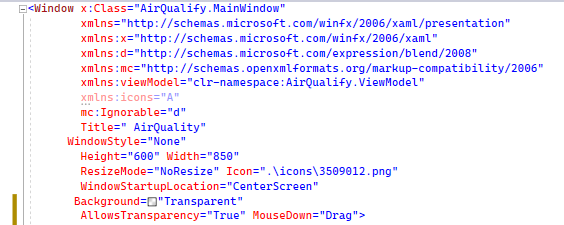 <Window x:Class="AirQualify.MainWindow"
xmlns="http://schemas.microsoft.com/winfx/2006/xaml/presentation"
xmlns:x="http://schemas.microsoft.com/winfx/2006/xaml"
xmlns:d="http://schemas.microsoft.com/expression/blend/2008"
xmlns:mc="http://schemas.openxmlformats.org/markup-compatibility/2006"
xmlns:viewModel="clr-namespace:AirQualify.ViewModel"
xmlns:icons="A"
mc:Ignorable="d"
Title=" AirQuality"
WindowStyle="None"
Height="600" Width="850"
ResizeMode="NoResize" Icon=".\icons\3509012.png"
WindowStartupLocation="CenterScreen"
Background="Transparent"
AllowsTransparency="True" MouseDown="Drag">